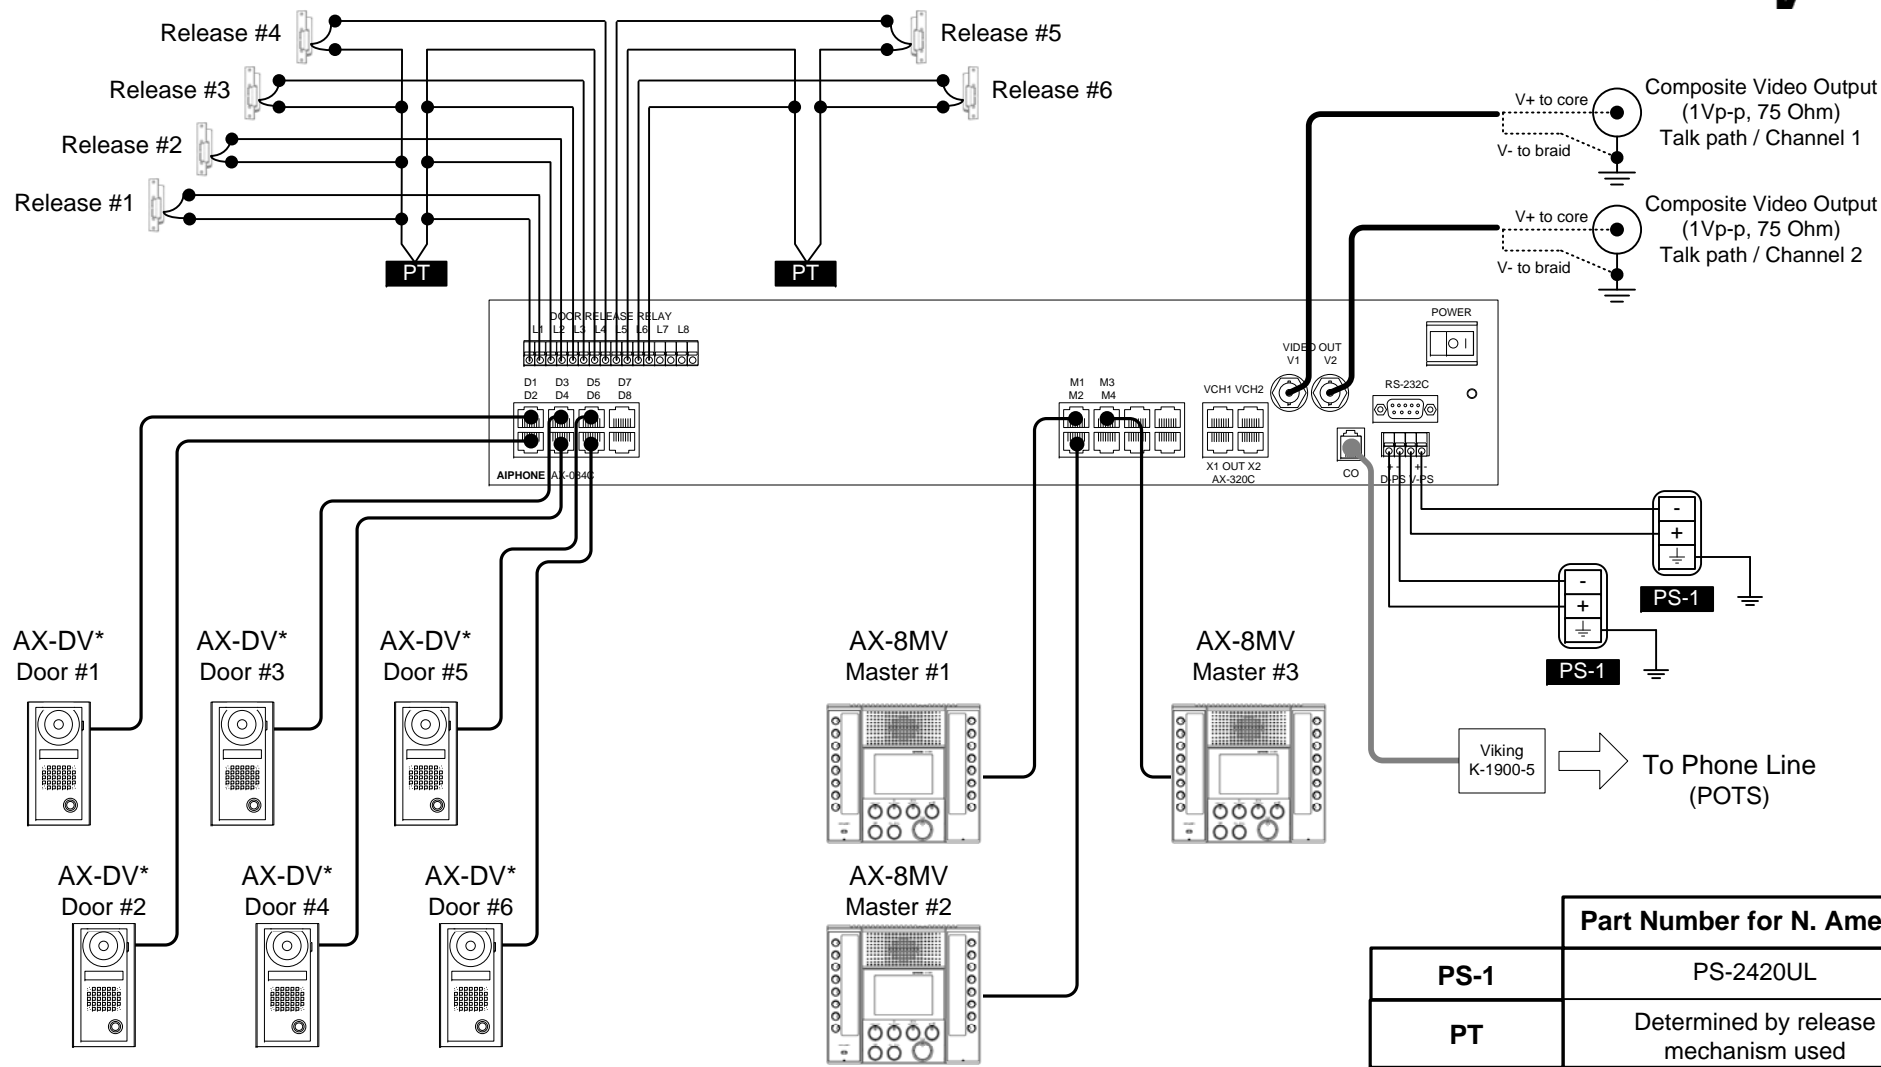 Release #4
Release #5
Release #3
Release #6
Release #2
Release #1
PT
PT
V+ to core
V- to braid
Composite Video Output
(1Vp-p, 75 Ohm)
Talk path / Channel 1
V+ to core
V- to braid
Composite Video Output
(1Vp-p, 75 Ohm)
Talk path / Channel 2
DOOR RELEASE RELAY
L1 L2 L3 L4 L5 L6 L7 L8
D1 D3 D5 D7
D2 D4 D6 D8
AIPHONE AX-084C
M1 M3
M2 M4
VCH1 VCH2
X1 OUT X2
AX-320C
VIDEO OUT
V1 V2
POWER
RS-232C
CO
+ - + -
D-PS V-PS
-
+
PS-1
-
+
PS-1
AX-DV*
Door #1
AX-DV*
Door #3
AX-DV*
Door #5
AX-8MV
Master #1
AX-8MV
Master #3
Viking
K-1900-5
To Phone Line
(POTS)
AX-DV*
Door #2
AX-DV*
Door #4
AX-DV*
Door #6
AX-8MV
Master #2
Part Number for N. Ame
PS-1 PS-2420UL
PT Determined by release
mechanism used